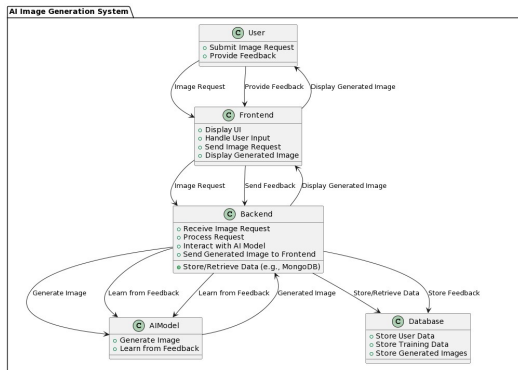 AI Image Generation System
C User
Submit Image Request
Provide Feedback
Image Request
Provide Feedback
Display Generated Image
C Frontend
Display UI
Handle User Input
Send Image Request
Display Generated Image
Image Request
Send Feedback
Display Generated Image
C Backend
Receive Image Request
Process Request
Interact with AI Model
Send Generated Image to Frontend
Store/Retrieve Data (e.g., MongoDB)
Generate Image
Learn from Feedback
Learn from Feedback
Generated Image
Store/Retrieve Data
Store Feedback
C AIModel
Generate Image
Learn from Feedback
C Database
Store User Data
Store Training Data
Store Generated Images